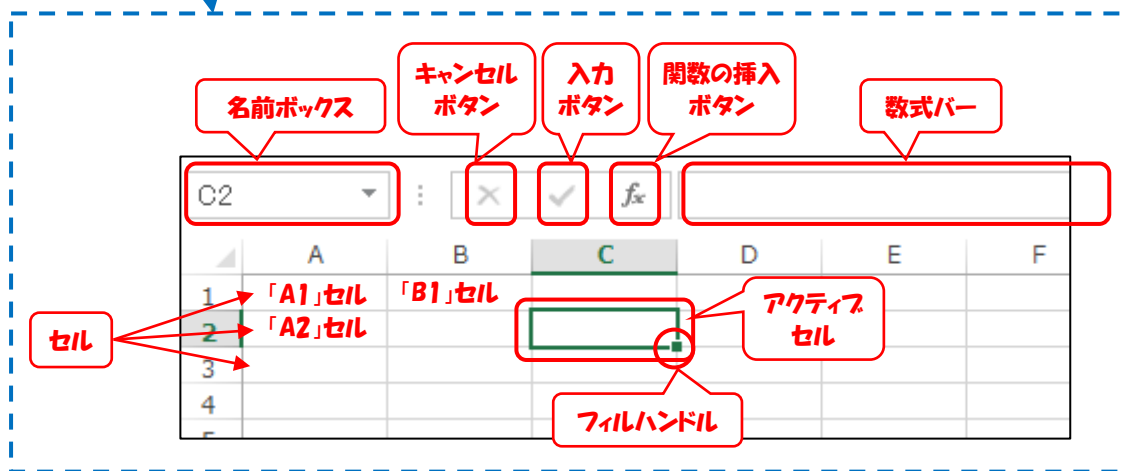 キャンセル
ボタン
入力
ボタン
関数の挿入
ボタン
名前ボックス
数式バー
C2
fx
A B C D E F
1 「A1」セル 「B1」セル
アクティブ
セル
2 「A2」セル
セル
3
4
フィルハンドル